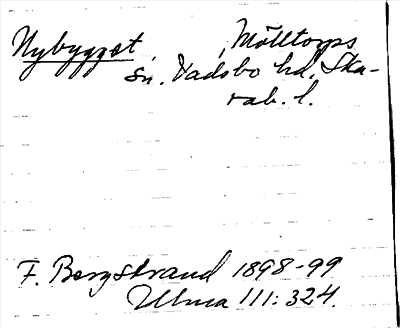 Nybygget, Mölltorps
sn. Vadsbo hd. Ska-
rab. l.
F. Bergstrand 1898-99
Ulma 111:324.